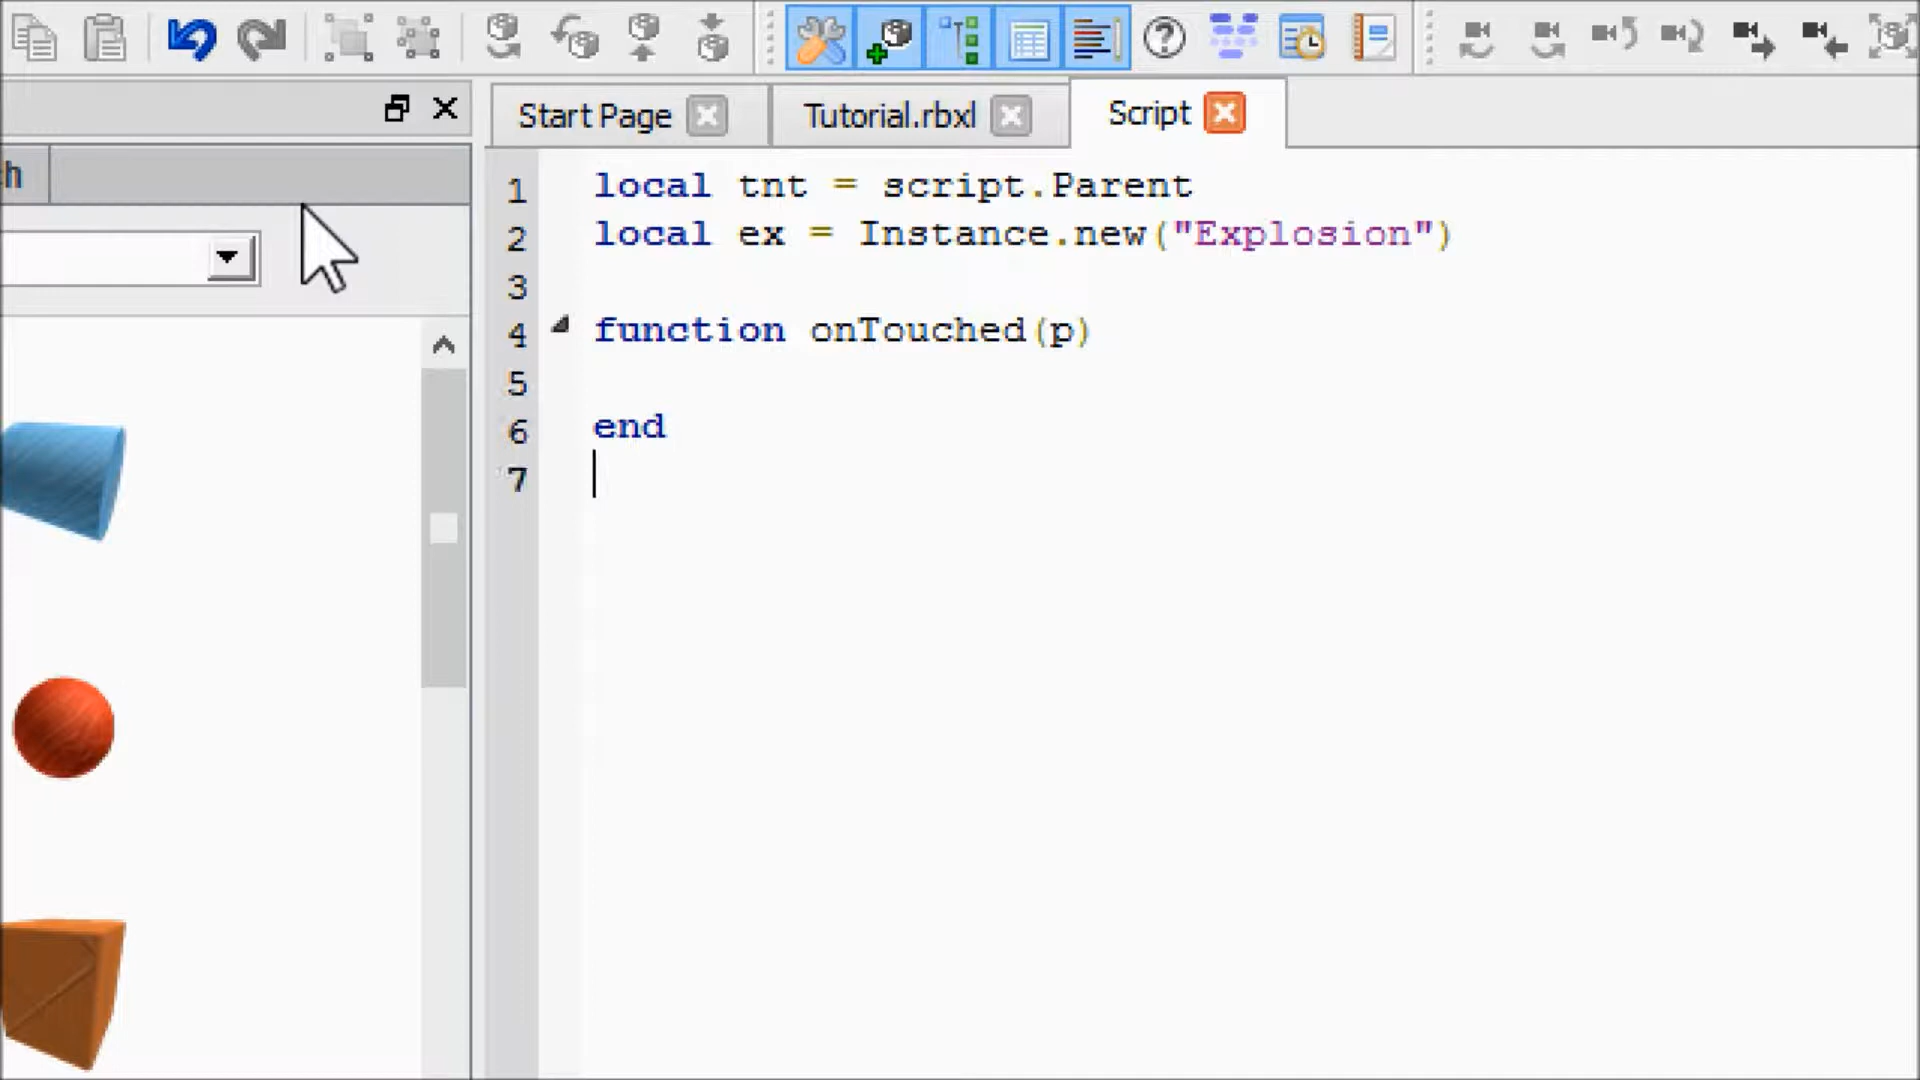 Start Page
Tutorial.rbxl
Script
h
1 local tnt = script.Parent
2 local ex = Instance.new("Explosion")
3
4 function onTouched(p)
5
6 end
7